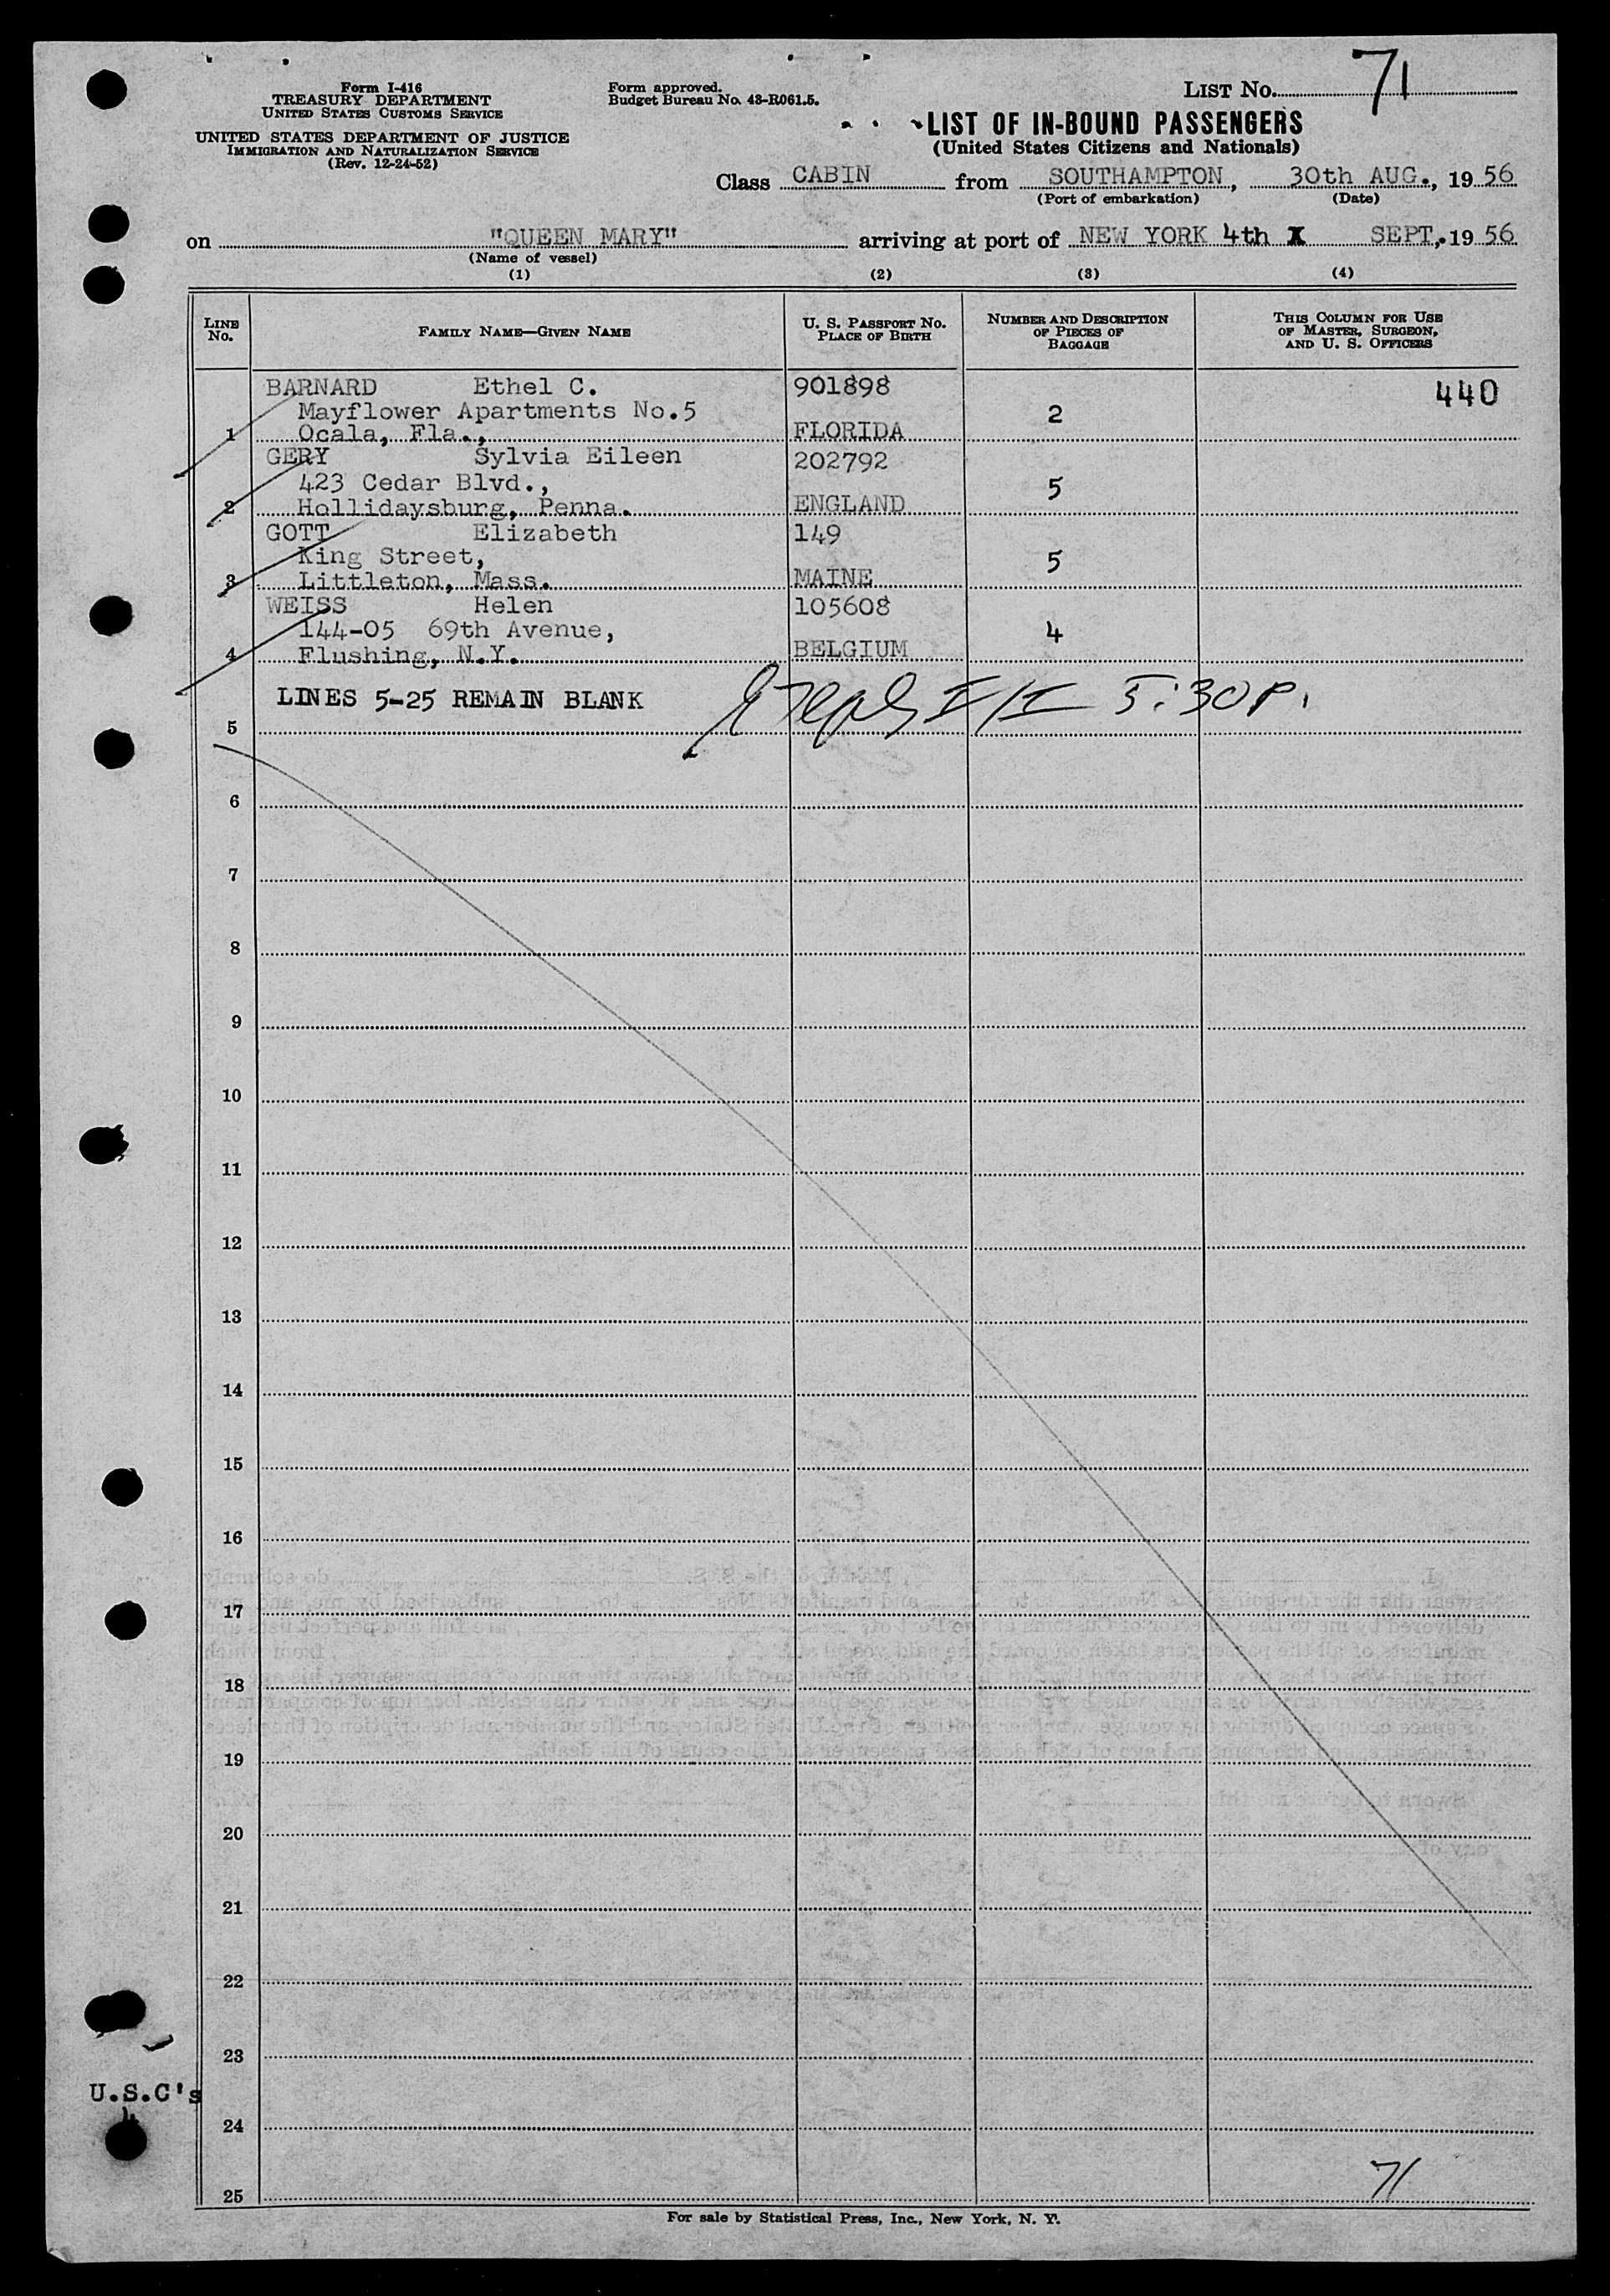 Form I-416
TREASURY DEPARTMENT
UNITED STATES CUSTOMS SERVICE
UNITED STATES DEPARTMENT OF JUSTICE
IMMIGRATION AND NATURALIZATION SERVICE
(Rev. 12-24-52)
Form approved.
Budget Bureau No. 43-R061.5.
LIST No. 71
LIST OF IN-BOUND PASSENGERS
(United States Citizens and Nationals)
Class CABIN from SOUTHAMPTON, 30th AUG., 19 56
(Port of embarkation) (Date)
on "QUEEN MARY" arriving at port of NEW YORK 4th X SEPT, 19 56
(Name of vessel)
(1) (2) (3) (4)
LINE No. FAMILY NAME—GIVEN NAME U. S. PASSPORT No. PLACE OF BIRTH NUMBER AND DESCRIPTION OF PIECES OF BAGGAGE THIS COLUMN FOR USE OF MASTER, SURGEON, AND U. S. OFFICERS
BARNARD Ethel C. 901898 440
Mayflower Apartments No.5 2
1 Ocala, Fla., FLORIDA
GERY Sylvia Eileen 202792
423 Cedar Blvd., 5
2 Hollidaysburg, Penna. ENGLAND
GOTT Elizabeth 149
King Street, 5
3 Littleton, Mass. MAINE
WEISS Helen 105608
144-05 69th Avenue, 4
4 Flushing, N.Y. BELGIUM
LINES 5-25 REMAIN BLANK 5:30 P.
5
6
7
8
9
10
11
12
13
14
15
16
17
18
19
20
21
22
23
U.S.C's
4
24
71
25
For sale by Statistical Press, Inc., New York, N. Y.